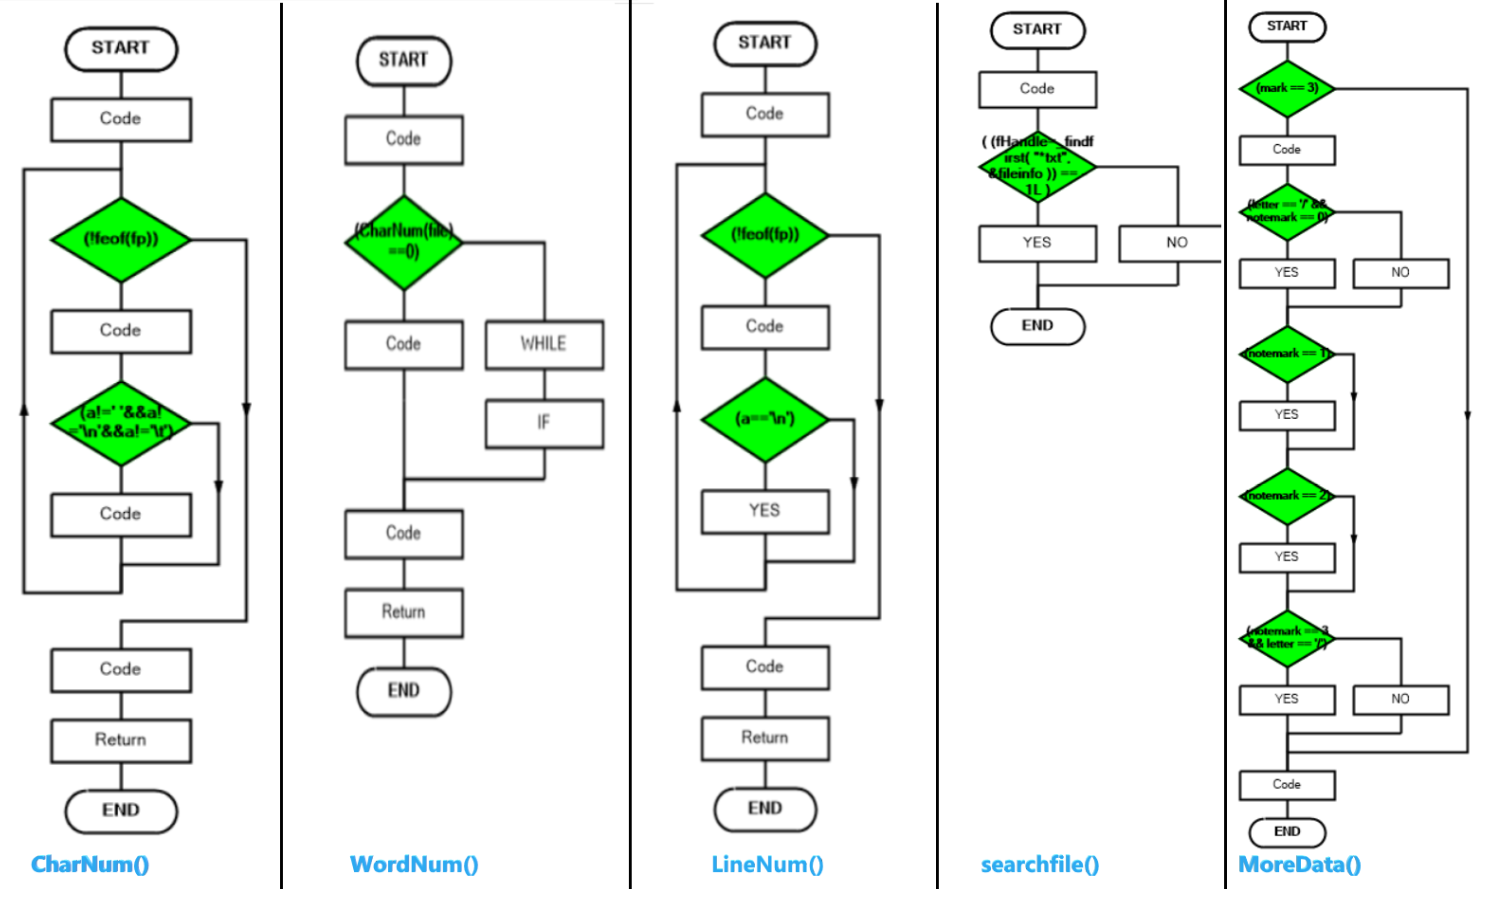 START
Code
(!feof(fp))
Code
(a!=' '&&a!
='\n'&&a!='\t')
Code
Code
Return
END
CharNum()
START
Code
(CharNum(file)
==0)
Code
WHILE
IF
Code
Return
END
WordNum()
START
Code
(!feof(fp))
Code
(a=='\n')
YES
Code
Return
END
LineNum()
START
Code
( (fHandle=_findf
irst( "*txt",
&fileinfo )) ==
1L )
YES
NO
END
searchfile()
START
(mark == 3)
Code
(letter == '/' &&
notemark == 0)
YES
NO
(notemark == 1)
YES
(notemark == 2)
YES
(notemark == 3
&& letter == '/')
YES
NO
Code
END
MoreData()